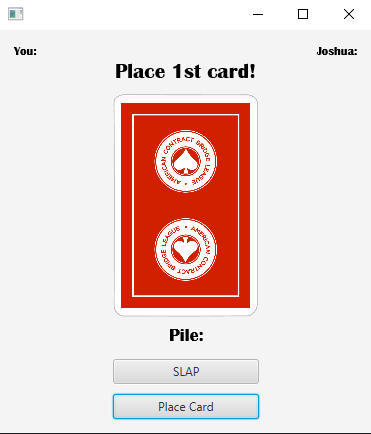 You:
Joshua:
Place 1st card!
AMERICAN CONTRACT BRIDGE LEAGUE •
AMERICAN CONTRACT BRIDGE LEAGUE •
Pile:
SLAP
Place Card